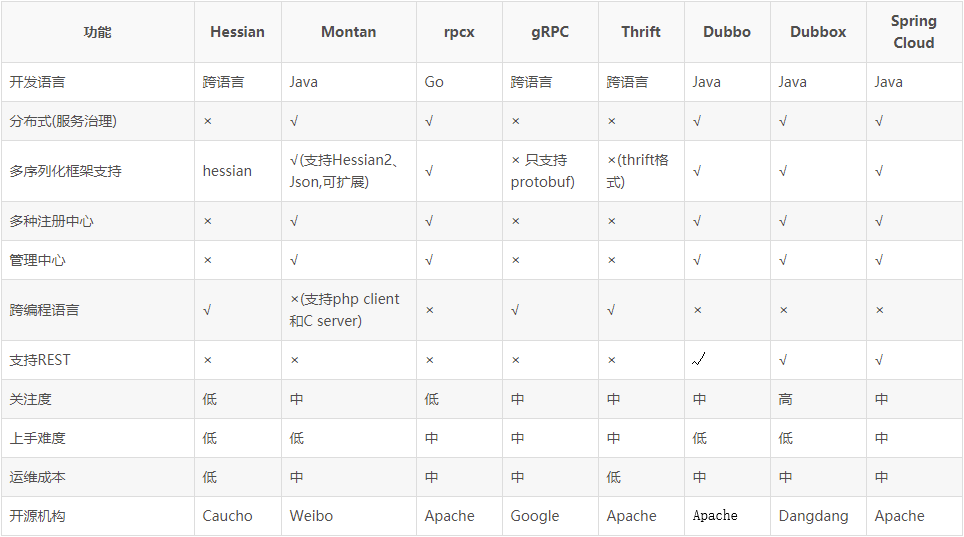 功能 Hessian Montan rpcx gRPC Thrift Dubbo Dubbox Spring Cloud
开发语言 跨语言 Java Go 跨语言 跨语言 Java Java Java
分布式(服务治理) × √ √ × × √ √ √
多序列化框架支持 hessian √(支持Hessian2、Json,可扩展) √ × 只支持protobuf) ×(thrift格式) √ √ √
多种注册中心 × √ √ × × √ √ √
管理中心 × √ √ × × √ √ √
跨编程语言 √ ×(支持php client和C server) × √ √ × × ×
支持REST × × × × × √ √ √
关注度 低 中 低 中 中 中 高 中
上手难度 低 低 中 中 中 低 低 中
运维成本 低 中 中 中 低 中 中 中
开源机构 Caucho Weibo Apache Google Apache Apache Dangdang Apache